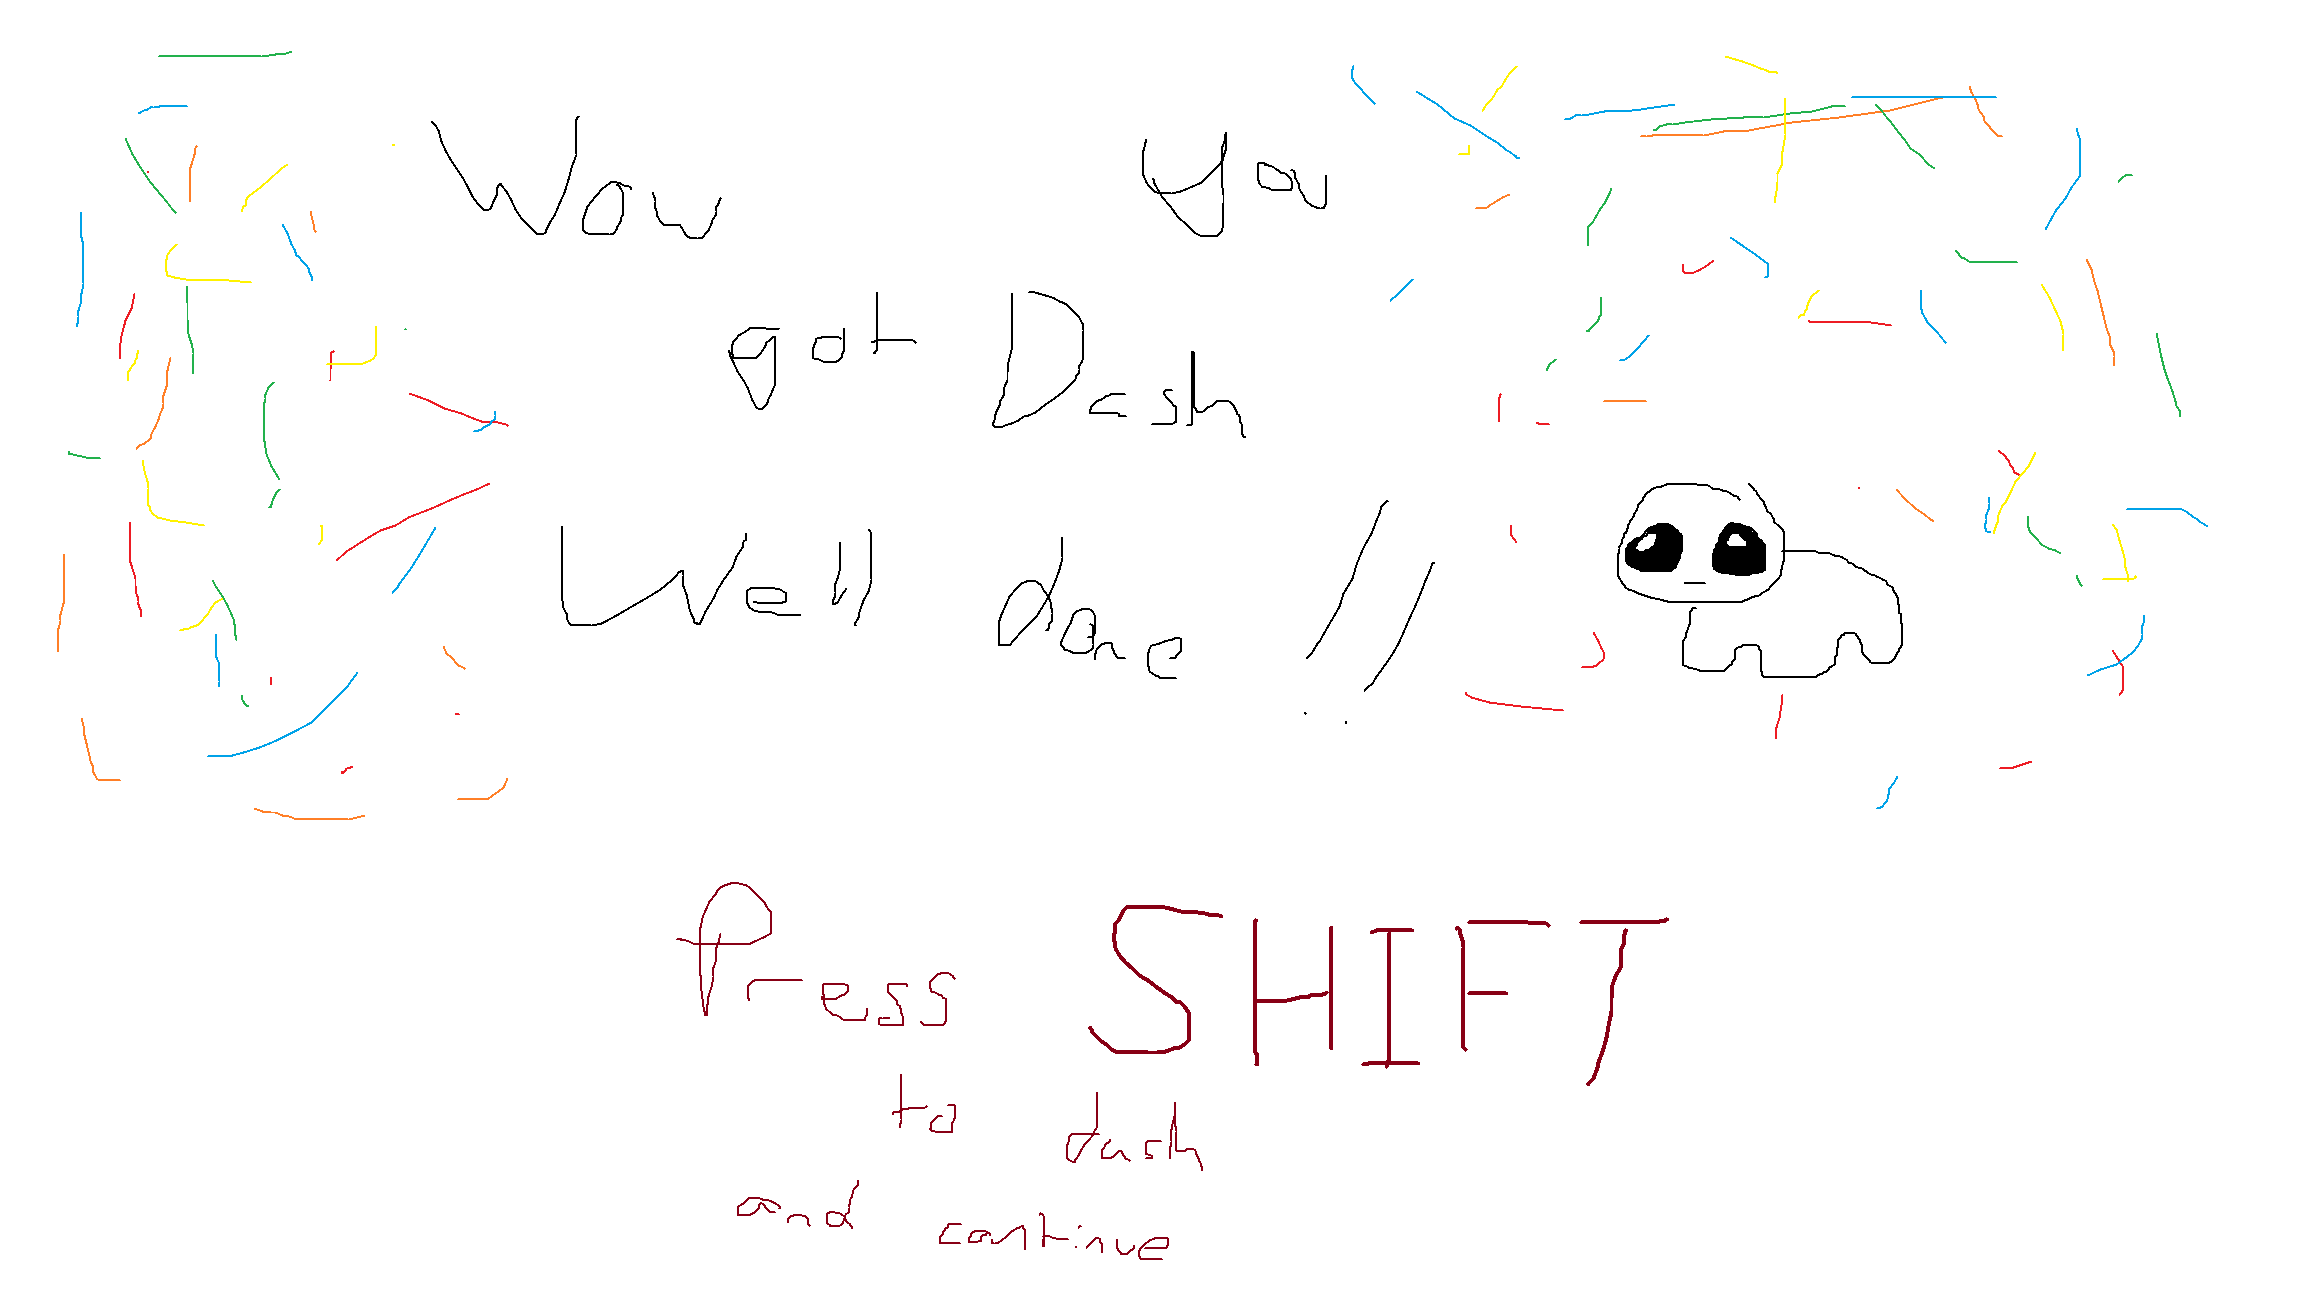 Wow You
got Dash
Well done !!
Press SHIFT
to dash
and continue